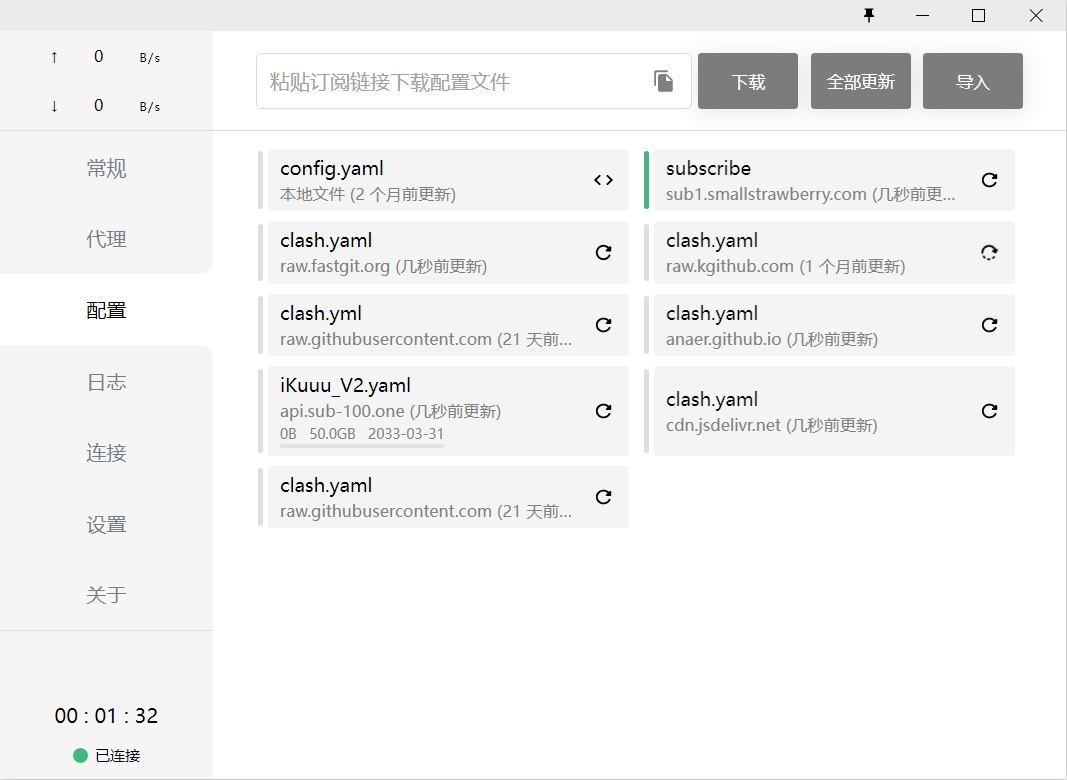 ↑ 0 B/s
↓ 0 B/s
常规
代理
配置
日志
连接
设置
关于
00 : 01 : 32
已连接
粘贴订阅链接下载配置文件
下载
全部更新
导入
config.yaml
本地文件 (2 个月前更新)
subscribe
sub1.smallstrawberry.com (几秒前更...
clash.yaml
raw.fastgit.org (几秒前更新)
clash.yaml
raw.kgithub.com (1 个月前更新)
clash.yml
raw.githubusercontent.com (21 天前...
clash.yaml
anaer.github.io (几秒前更新)
iKuuu_V2.yaml
api.sub-100.one (几秒前更新)
0B 50.0GB 2033-03-31
clash.yaml
cdn.jsdelivr.net (几秒前更新)
clash.yaml
raw.githubusercontent.com (21 天前...